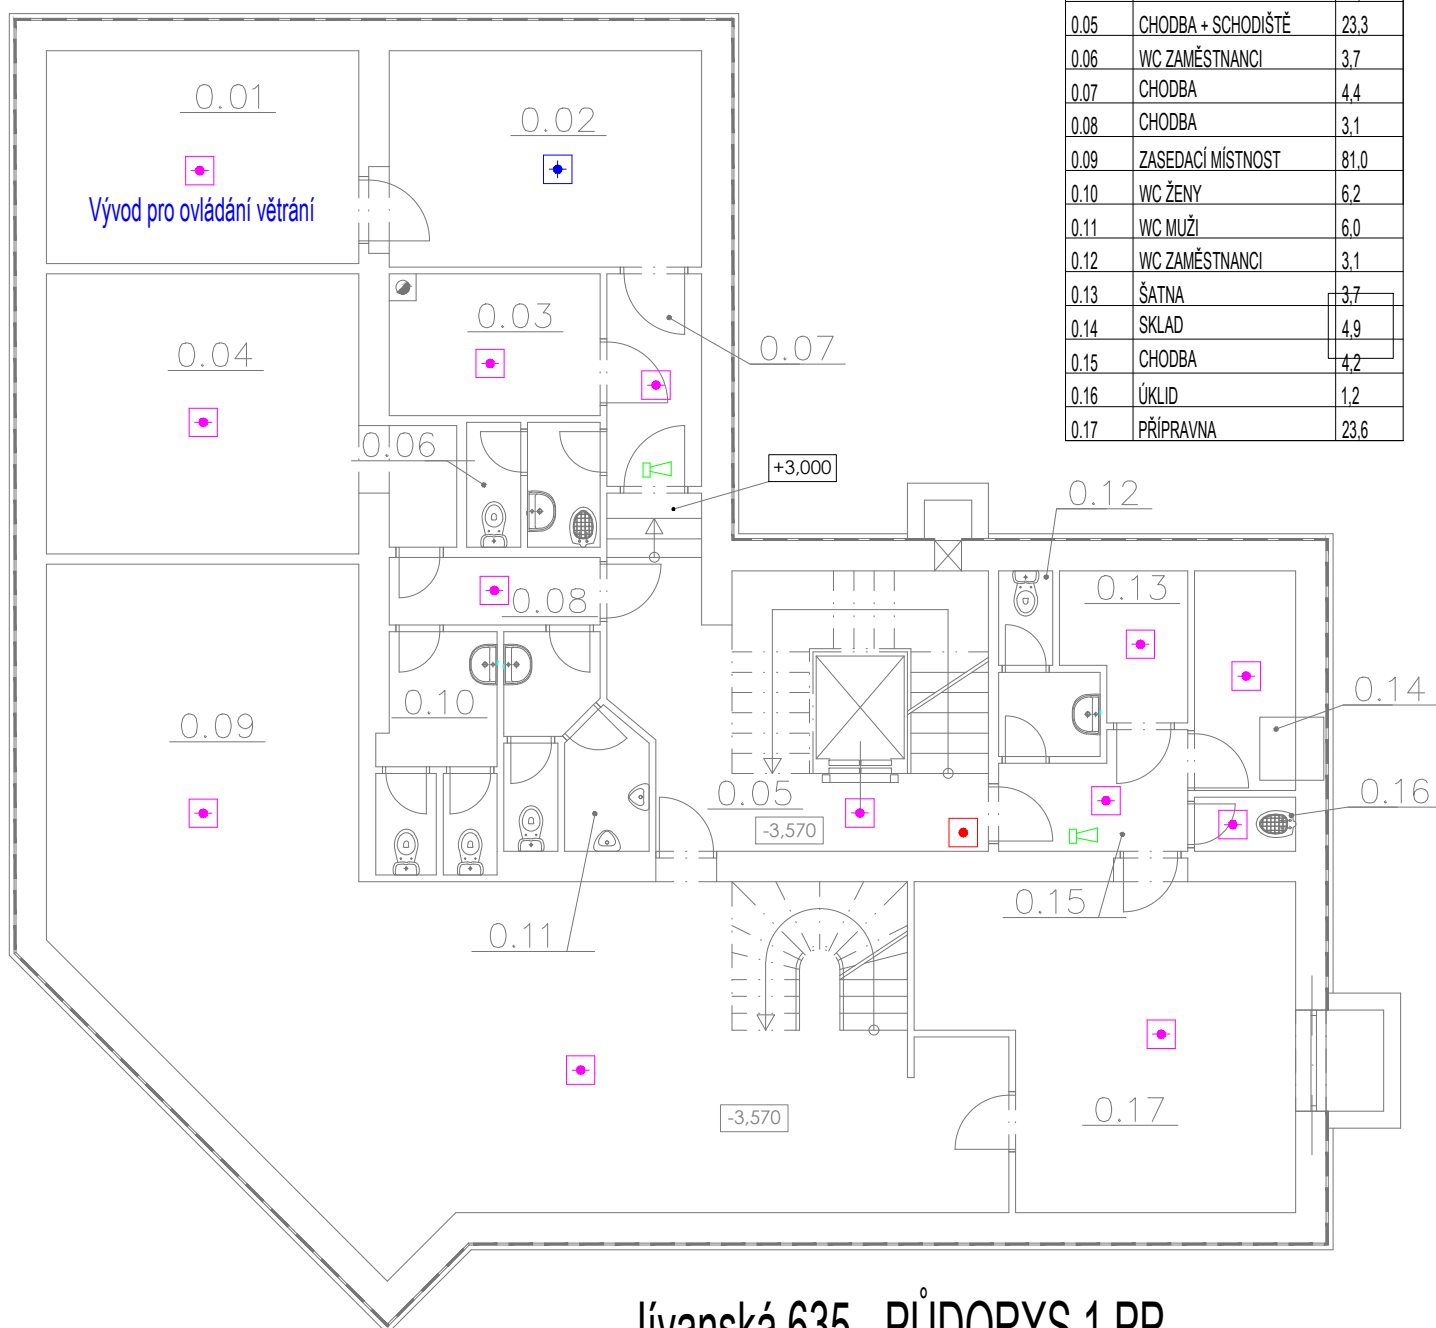 0.05 CHODBA + SCHODIŠTĚ 23,3
0.06 WC ZAMĚSTNANCI 3,7
0.07 CHODBA 4,4
0.08 CHODBA 3,1
0.09 ZASEDACÍ MÍSTNOST 81,0
0.10 WC ŽENY 6,2
0.11 WC MUŽI 6,0
0.12 WC ZAMĚSTNANCI 3,1
0.13 ŠATNA 3,7
0.14 SKLAD 4,9
0.15 CHODBA 4,2
0.16 ÚKLID 1,2
0.17 PŘÍPRAVNA 23,6
0.01
0.02
Vývod pro ovládání větrání
0.03
0.04
0.07
0.06
+3,000
0.12
0.08
0.13
0.10
0.09
0.14
0.05
-3,570
0.16
0.15
0.11
0.17
-3,570
Jívanská 635 PŮDORYS 1.PP